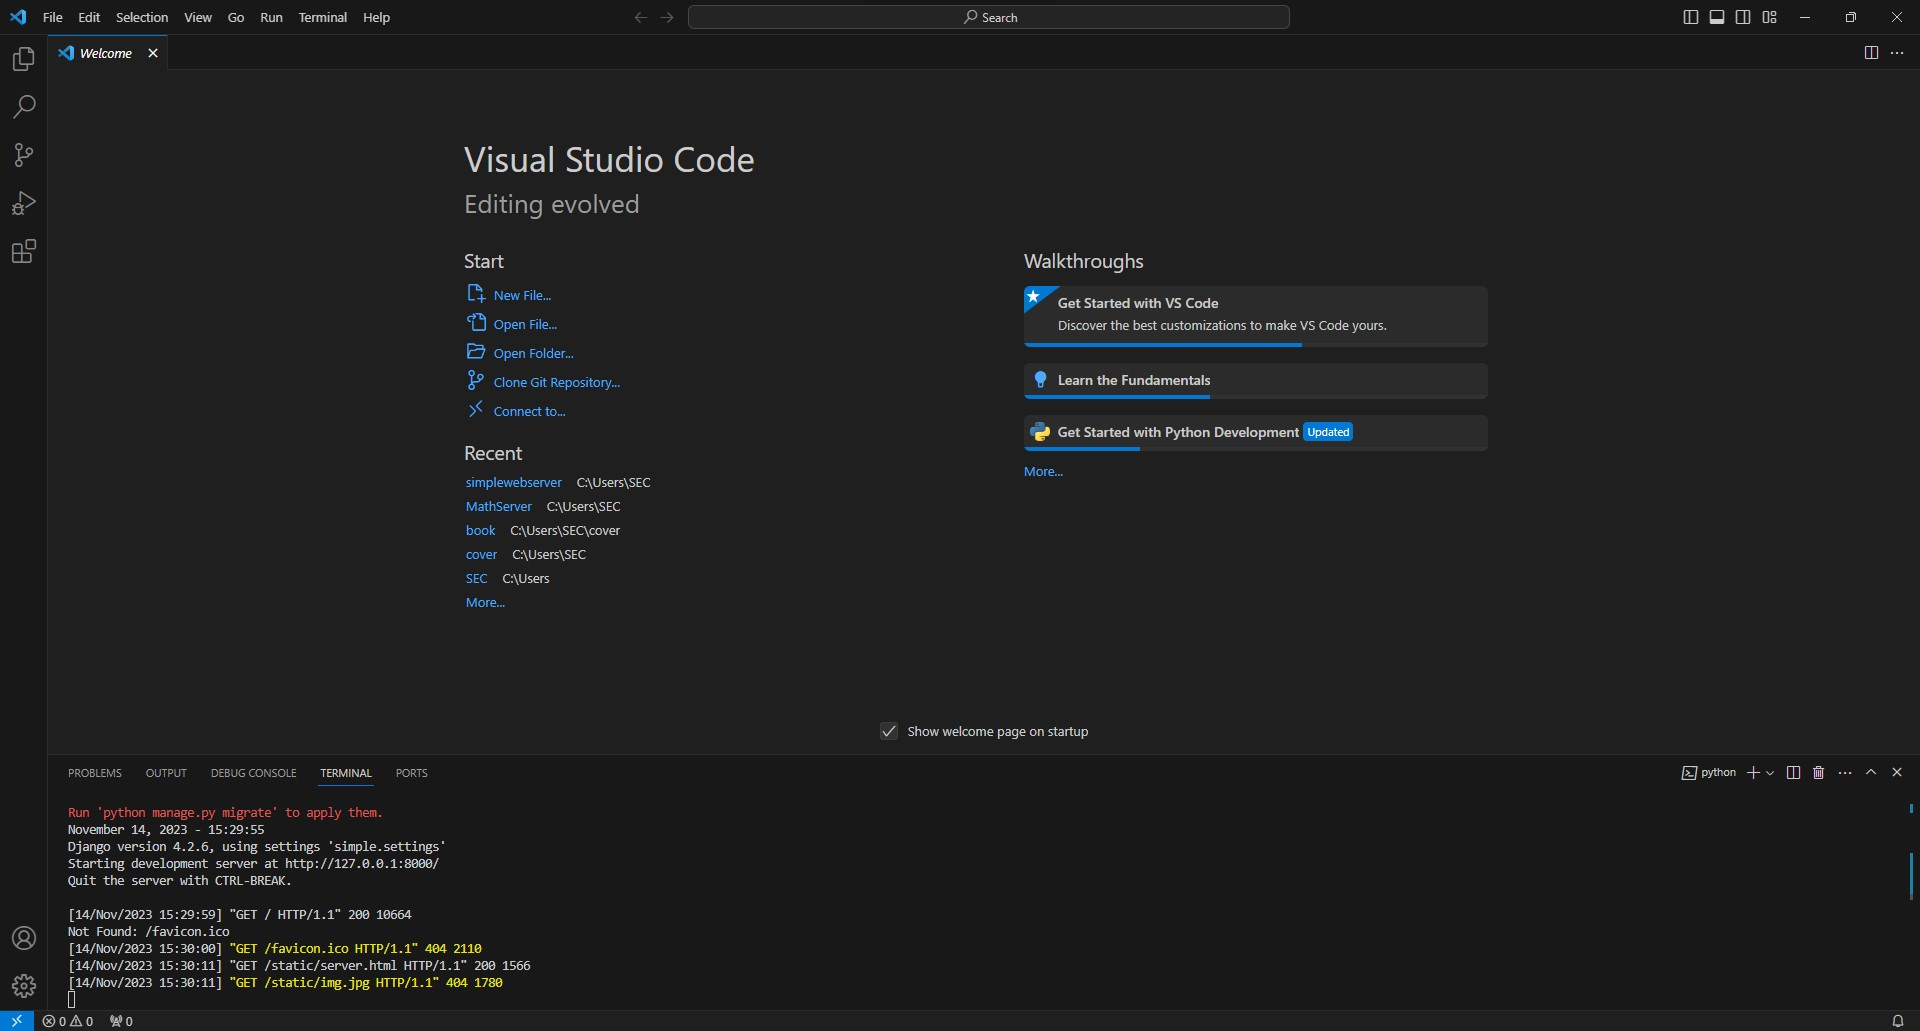 File Edit Selection View Go Run Terminal Help
Search
Welcome
Visual Studio Code
Editing evolved
Start
New File...
Open File...
Open Folder...
Clone Git Repository...
Connect to...
Recent
simplewebserver C:\Users\SEC
MathServer C:\Users\SEC
book C:\Users\SEC\cover
cover C:\Users\SEC
SEC C:\Users
More...
Walkthroughs
Get Started with VS Code
Discover the best customizations to make VS Code yours.
Learn the Fundamentals
Get Started with Python Development Updated
More...
Show welcome page on startup
PROBLEMS OUTPUT DEBUG CONSOLE TERMINAL PORTS
python
Run 'python manage.py migrate' to apply them.
November 14, 2023 - 15:29:55
Django version 4.2.6, using settings 'simple.settings'
Starting development server at http://127.0.0.1:8000/
Quit the server with CTRL-BREAK.
[14/Nov/2023 15:29:59] "GET / HTTP/1.1" 200 10664
Not Found: /favicon.ico
[14/Nov/2023 15:30:00] "GET /favicon.ico HTTP/1.1" 404 2110
[14/Nov/2023 15:30:11] "GET /static/server.html HTTP/1.1" 200 1566
[14/Nov/2023 15:30:11] "GET /static/img.jpg HTTP/1.1" 404 1780
0 0 0